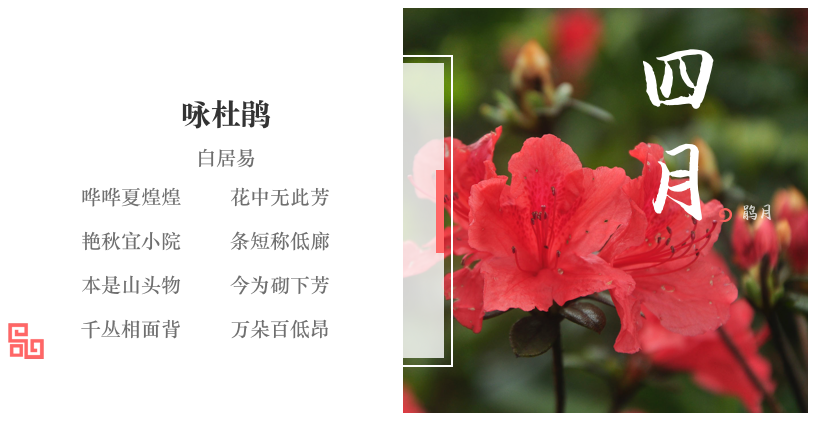 咏杜鹃
白居易
哗哗夏煌煌 花中无此芳
艳秋宜小院 条短称低廊
本是山头物 今为砌下芳
千丛相面背 万朵百低昂
四月
鹃月